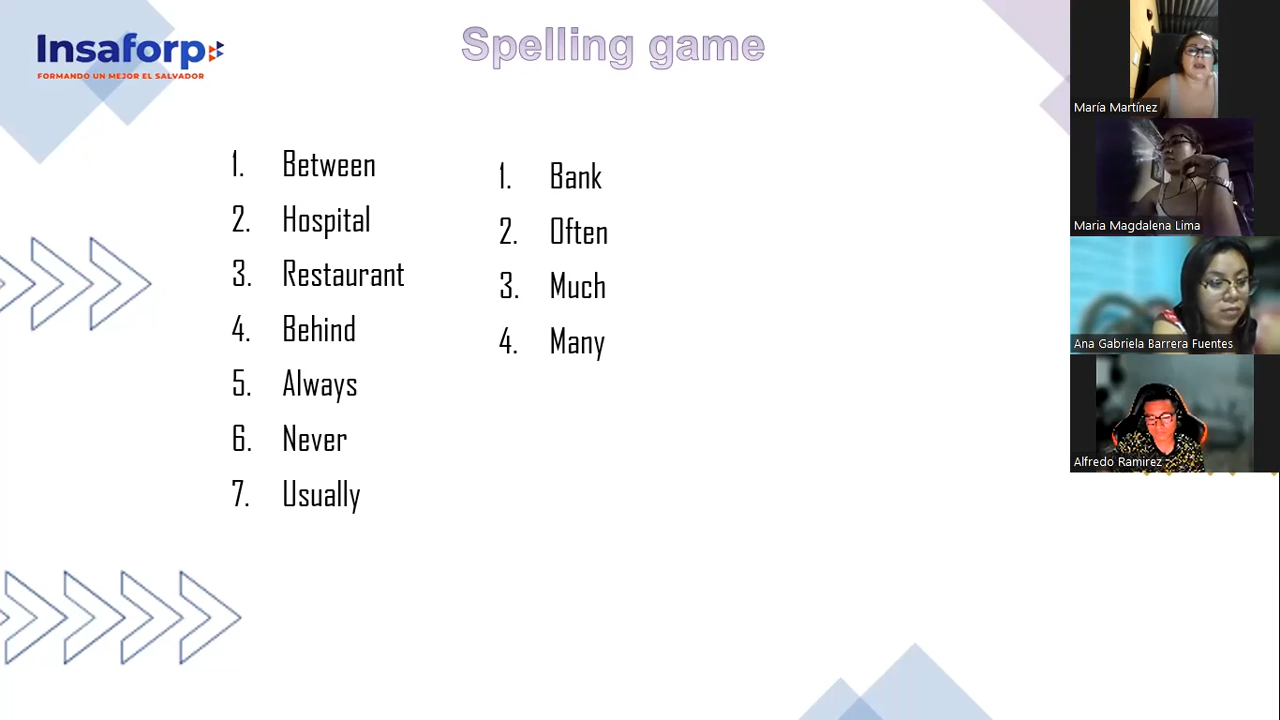 Insaforp
FORMANDO UN MEJOR EL SALVADOR
Spelling game
1. Between
2. Hospital
3. Restaurant
4. Behind
5. Always
6. Never
7. Usually
1. Bank
2. Often
3. Much
4. Many
María Martínez
Maria Magdalena Lima
Ana Gabriela Barrera Fuentes
Alfredo Ramirez